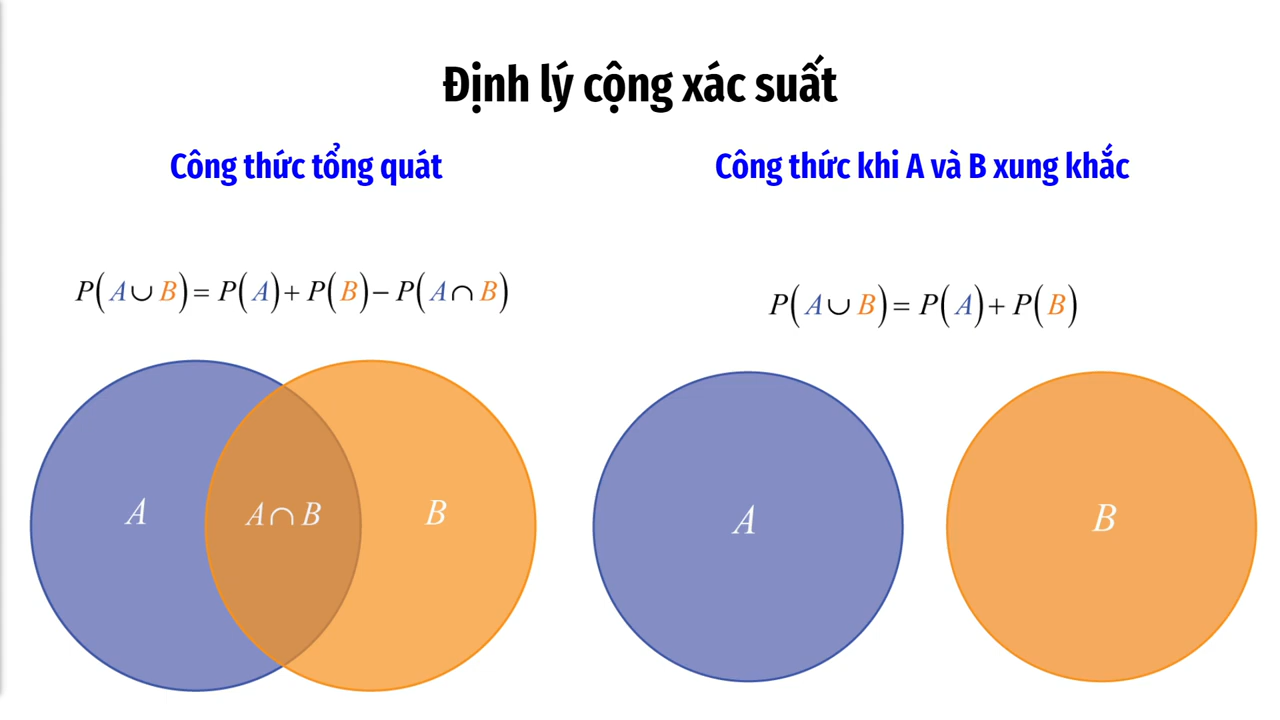 Định lý cộng xác suất
Công thức tổng quát
P(A∪B)= P(A)+ P(B)− P(A∩B)
A
A∩B
B
Công thức khi A và B xung khắc
P(A∪B)= P(A)+ P(B)
A
B